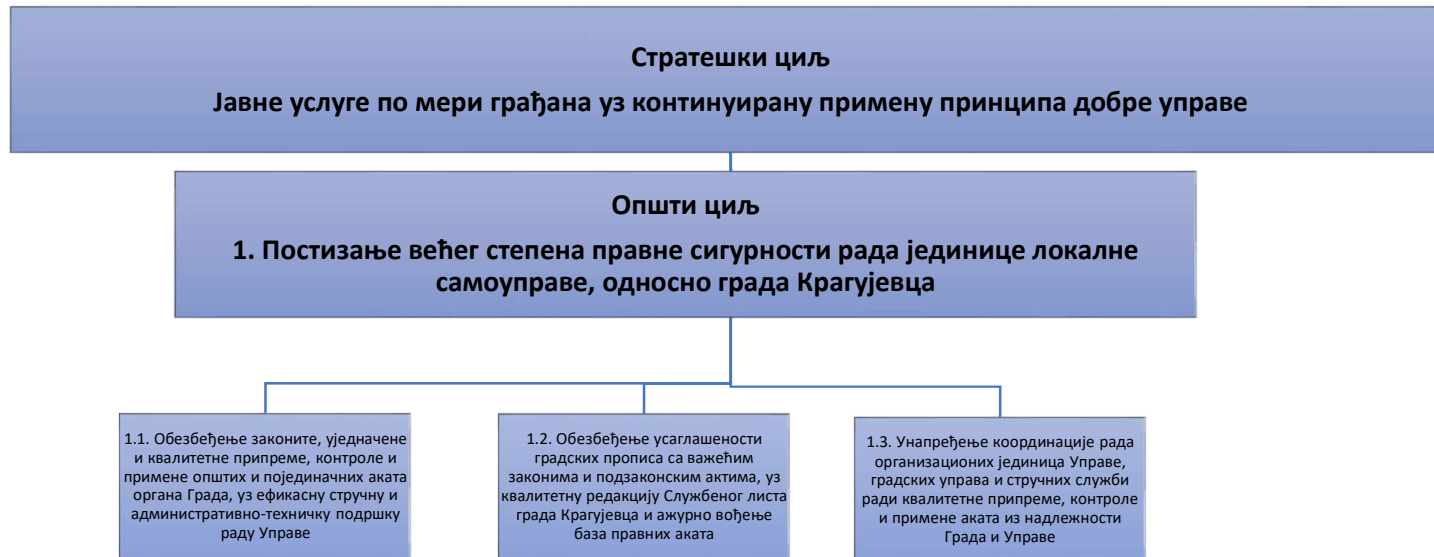 Стратешки циљ
Јавне услуге по мери грађана уз континуирану примену принципа добре управе
Општи циљ
1. Постизање већег степена правне сигурности рада јединице локалне
самоуправе, односно града Крагујевца
1.1. Обезбеђење законите, уједначене
и квалитетне припреме, контроле и
примене општих и појединачних аката
органа Града, уз ефикасну стручну и
административно-техничку подршку
раду Управе
1.2. Обезбеђење усаглашености
градских прописа са важећим
законима и подзаконским актима, уз
квалитетну редакцију Службеног листа
града Крагујевца и ажурно вођење
база правних аката
1.3. Унапређење координације рада
организационих јединица Управе,
градских управа и стручних служби
ради квалитетне припреме, контроле
и примене аката из надлежности
Града и Управе